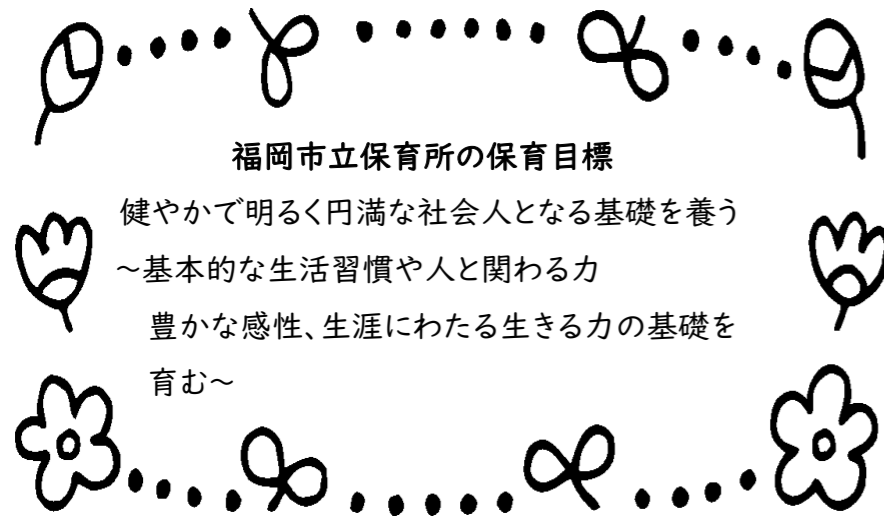 福岡市立保育所の保育目標
健やかで明るく円満な社会人となる基礎を養う
～基本的な生活習慣や人と関わる力
豊かな感性、生涯にわたる生きる力の基礎を
育む～